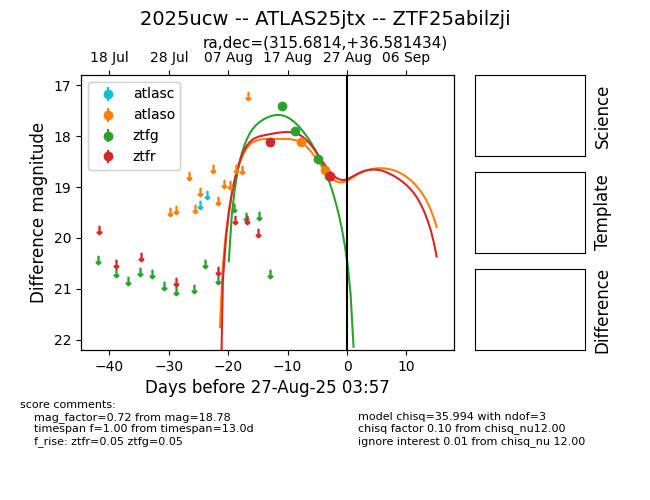 2025ucw -- ATLAS25jtx -- ZTF25abilzji
ra,dec=(315.6814,+36.581434)
18 Jul 28 Jul 07 Aug 17 Aug 27 Aug 06 Sep
17
18
19
20
21
22
Difference magnitude
atlasc
atlaso
ztfg
ztfr
−40 −30 −20 −10 0 10
Days before 27-Aug-25 03:57
Science
Template
Difference
score comments:
mag_factor=0.72 from mag=18.78
timespan f=1.00 from timespan=13.0d
f_rise: ztfr=0.05 ztfg=0.05
model chisq=35.994 with ndof=3
chisq factor 0.10 from chisq_nu12.00
ignore interest 0.01 from chisq_nu 12.00